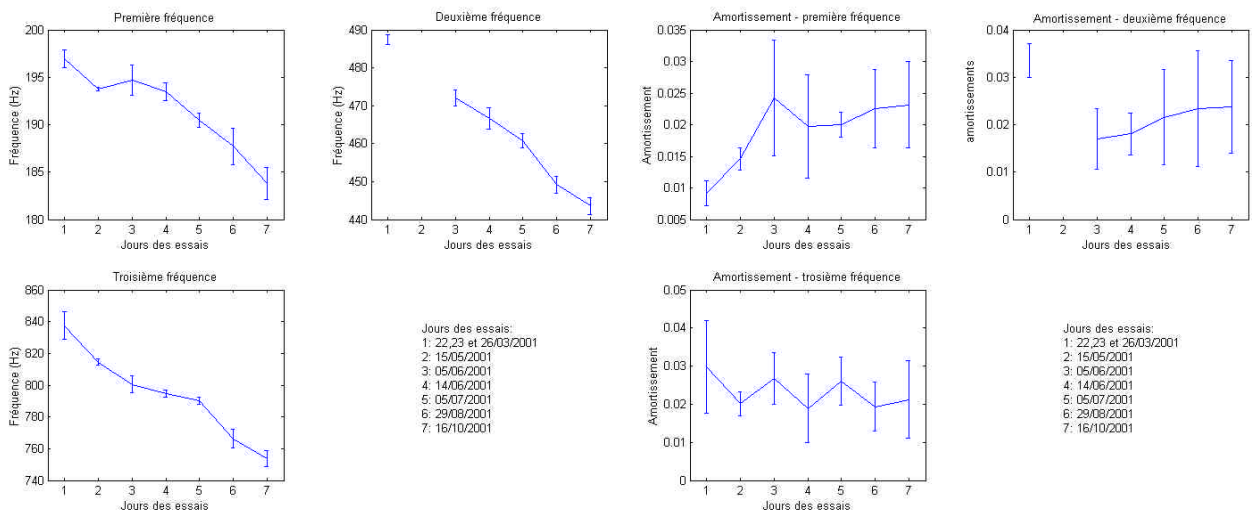 Première fréquence
200
195
190
185
180
Fréquence (Hz)
1 2 3 4 5 6 7
Jours des essais
Deuxième fréquence
490
480
470
460
450
440
Fréquence (Hz)
1 2 3 4 5 6 7
Jours des essais
Amortissement - première fréquence
0.035
0.03
0.025
0.02
0.015
0.01
0.005
Amortissement
1 2 3 4 5 6 7
Jours des essais
Amortissement - deuxième fréquence
0.04
0.03
0.02
0.01
0
amortissements
1 2 3 4 5 6 7
Jours des essais
Troisième fréquence
860
840
820
800
780
760
740
Fréquence (Hz)
1 2 3 4 5 6 7
Jours des essais
Jours des essais:
1: 22,23 et 26/03/2001
2: 15/05/2001
3: 05/06/2001
4: 14/06/2001
5: 05/07/2001
6: 29/08/2001
7: 16/10/2001
Amortissement - trosième fréquence
0.05
0.04
0.03
0.02
0.01
0
Amortissement
1 2 3 4 5 6 7
Jours des essais
Jours des essais:
1: 22,23 et 26/03/2001
2: 15/05/2001
3: 05/06/2001
4: 14/06/2001
5: 05/07/2001
6: 29/08/2001
7: 16/10/2001